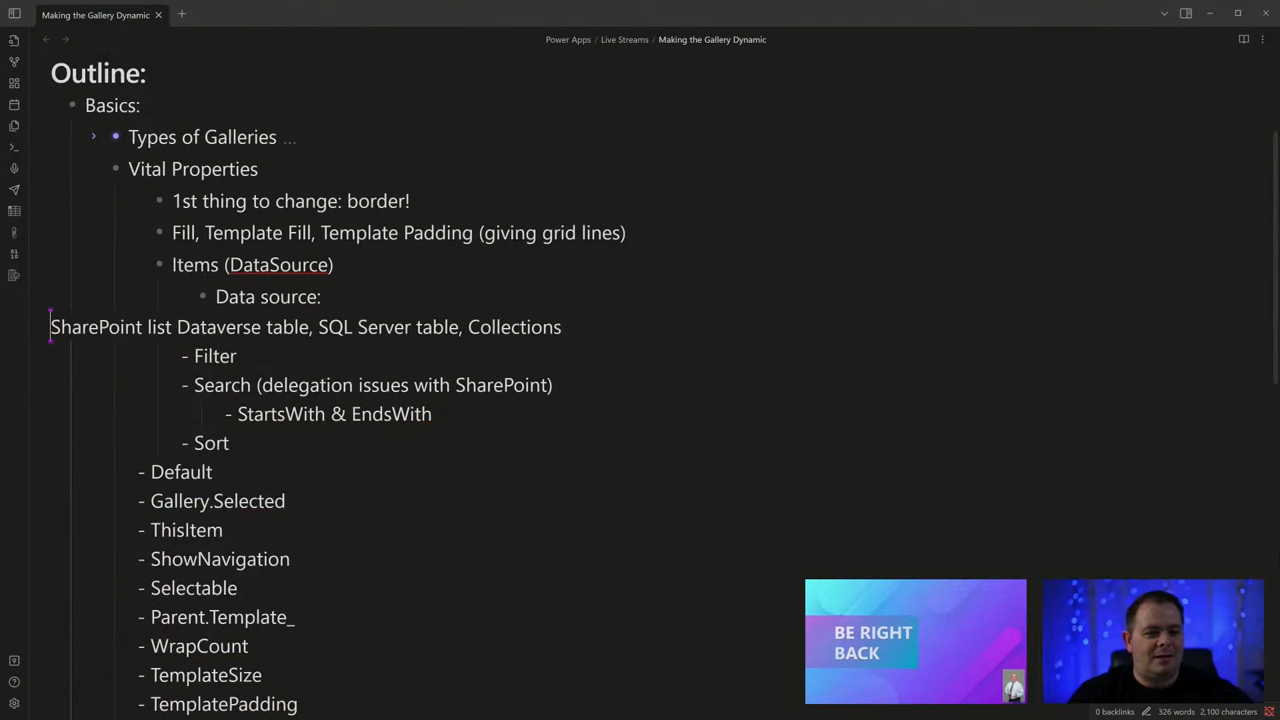 Making the Gallery Dynamic
Power Apps / Live Streams / Making the Gallery Dynamic
Outline:
Basics:
Types of Galleries ...
Vital Properties
1st thing to change: border!
Fill, Template Fill, Template Padding (giving grid lines)
Items (DataSource)
Data source:
SharePoint list Dataverse table, SQL Server table, Collections
- Filter
- Search (delegation issues with SharePoint)
- StartsWith & EndsWith
- Sort
- Default
- Gallery.Selected
- ThisItem
- ShowNavigation
- Selectable
- Parent.Template_
- WrapCount
- TemplateSize
- TemplatePadding
BE RIGHT
BACK
0 backlinks 326 words 2,100 characters